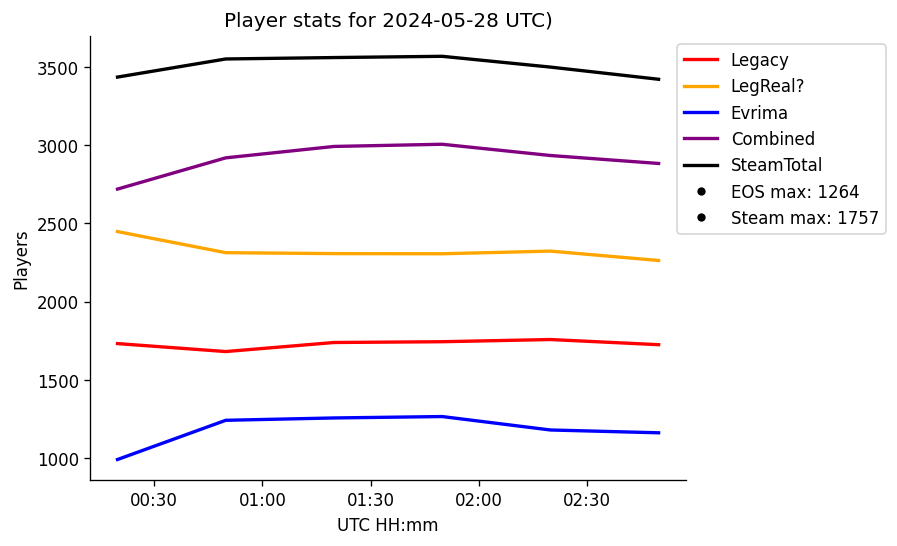 Player stats for 2024-05-28 UTC)
Legacy
LegReal?
Evrima
Combined
SteamTotal
EOS max: 1264
Steam max: 1757
Players
3500
3000
2500
2000
1500
1000
00:30 01:00 01:30 02:00 02:30
UTC HH:mm